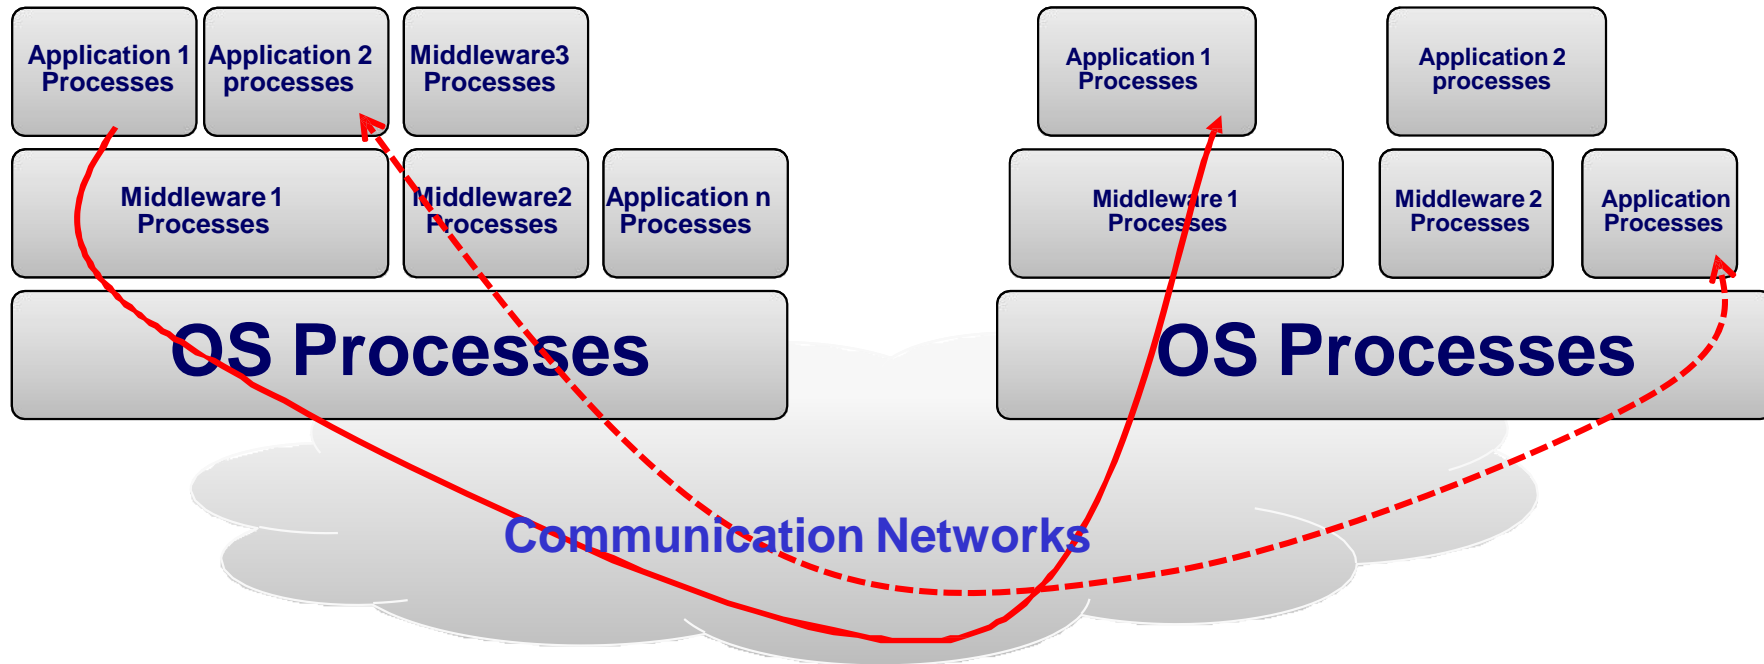 Application 1
Processes
Application 2
processes
Middleware3
Processes
Middleware 1
Processes
Middleware2
Processes
Application n
Processes
OS Processes
Application 1
Processes
Application 2
processes
Middleware 1
Processes
Middleware 2
Processes
Application
Processes
OS Processes
Communication Networks